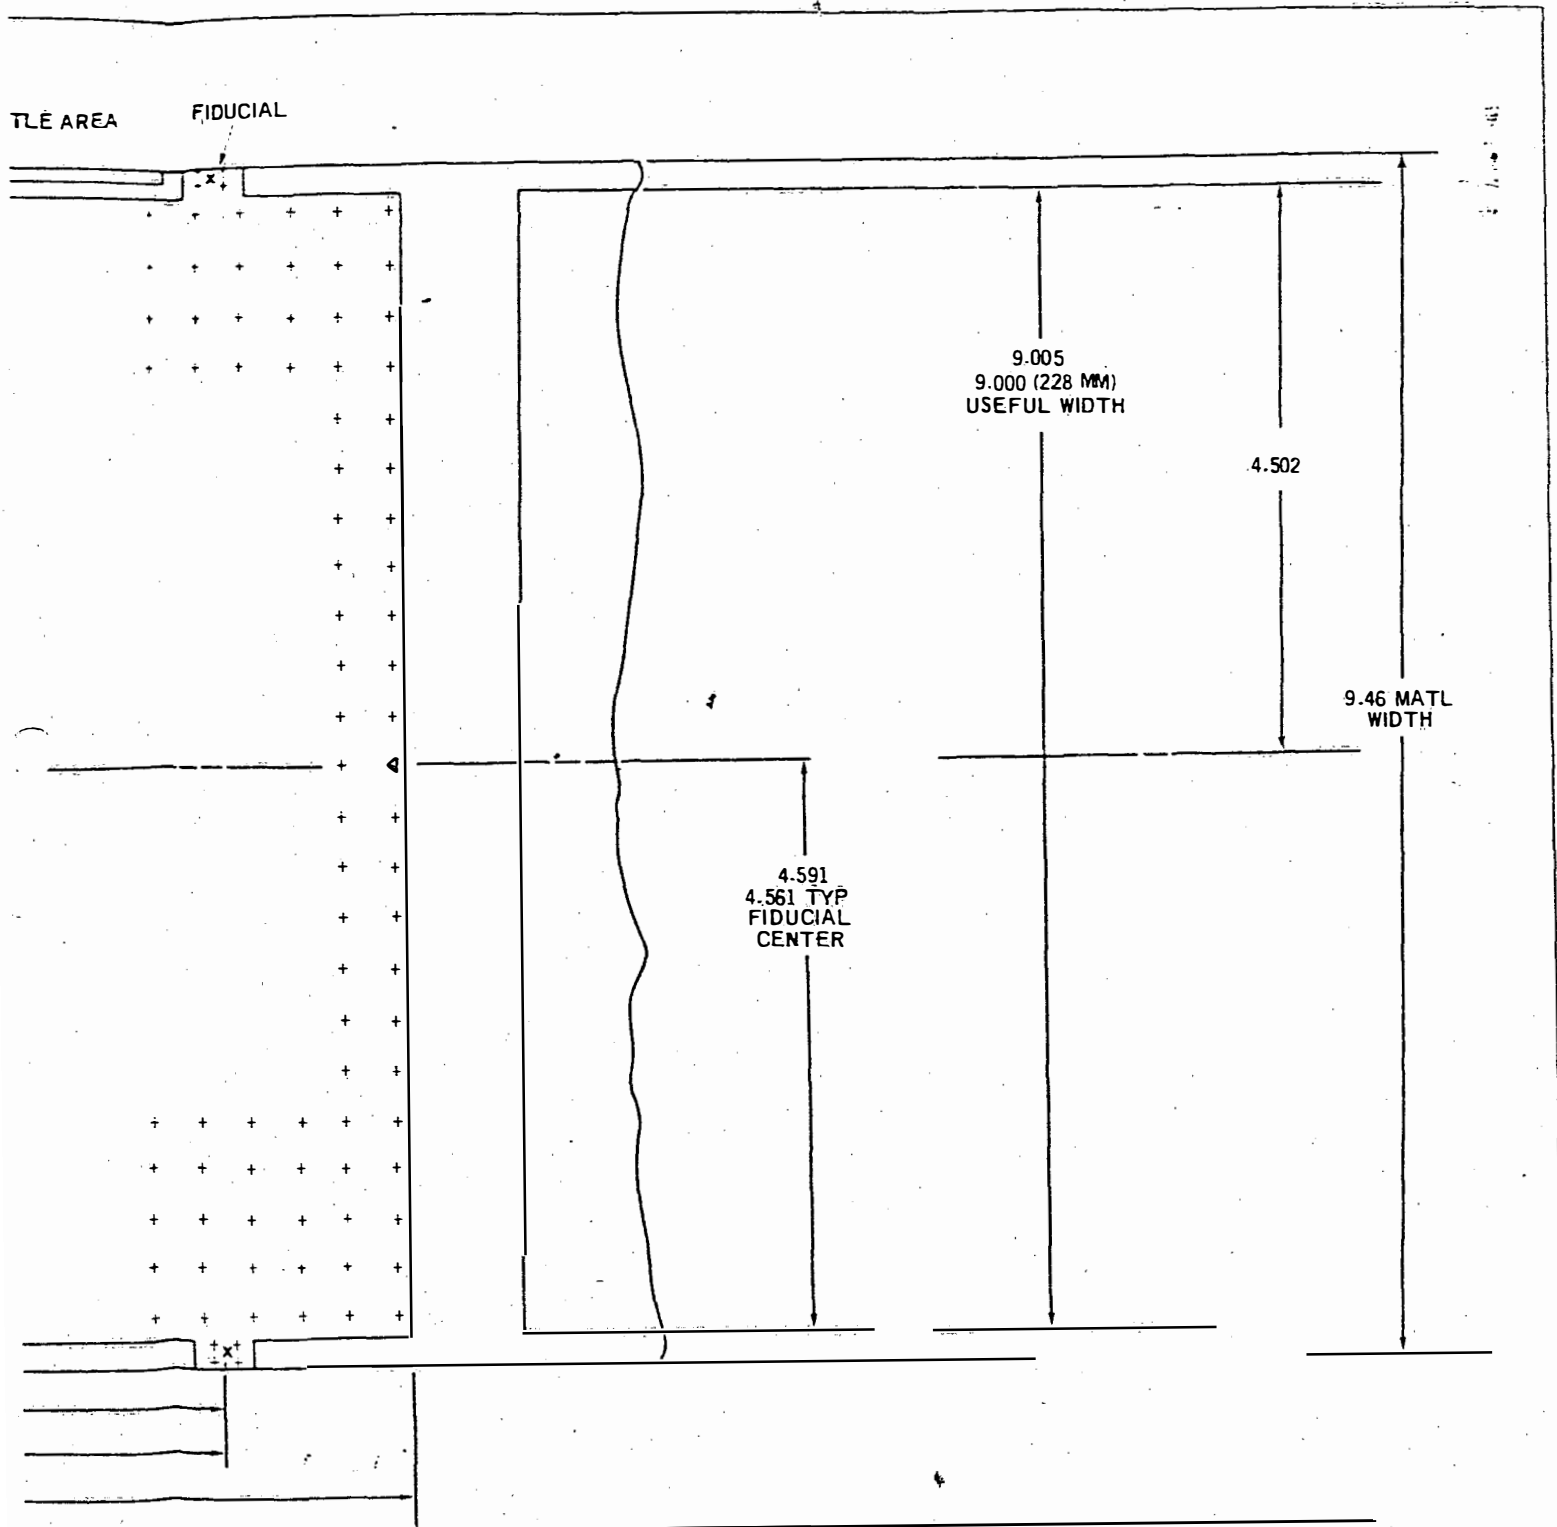 TLE AREA
FIDUCIAL
9.005
9.000 (228 MM)
USEFUL WIDTH
4.502
9.46 MATL
WIDTH
4.591
4.561 TYP
FIDUCIAL
CENTER